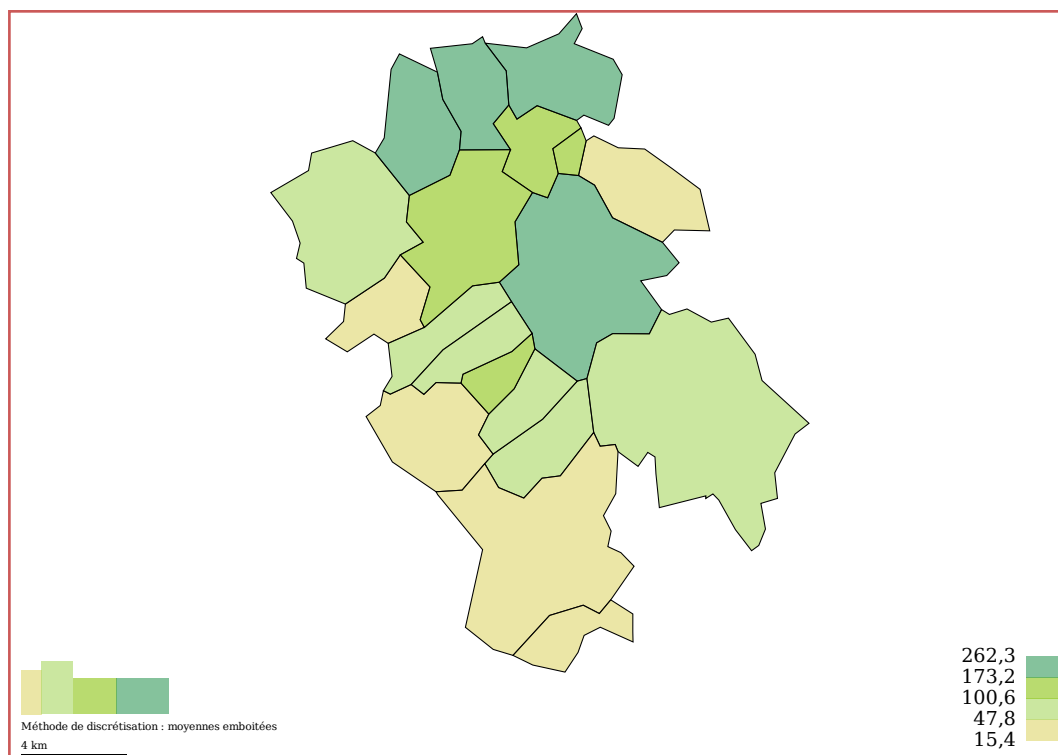 262,3
173,2
100,6
47,8
15,4
Méthode de discrétisation : moyennes emboitées
4 km